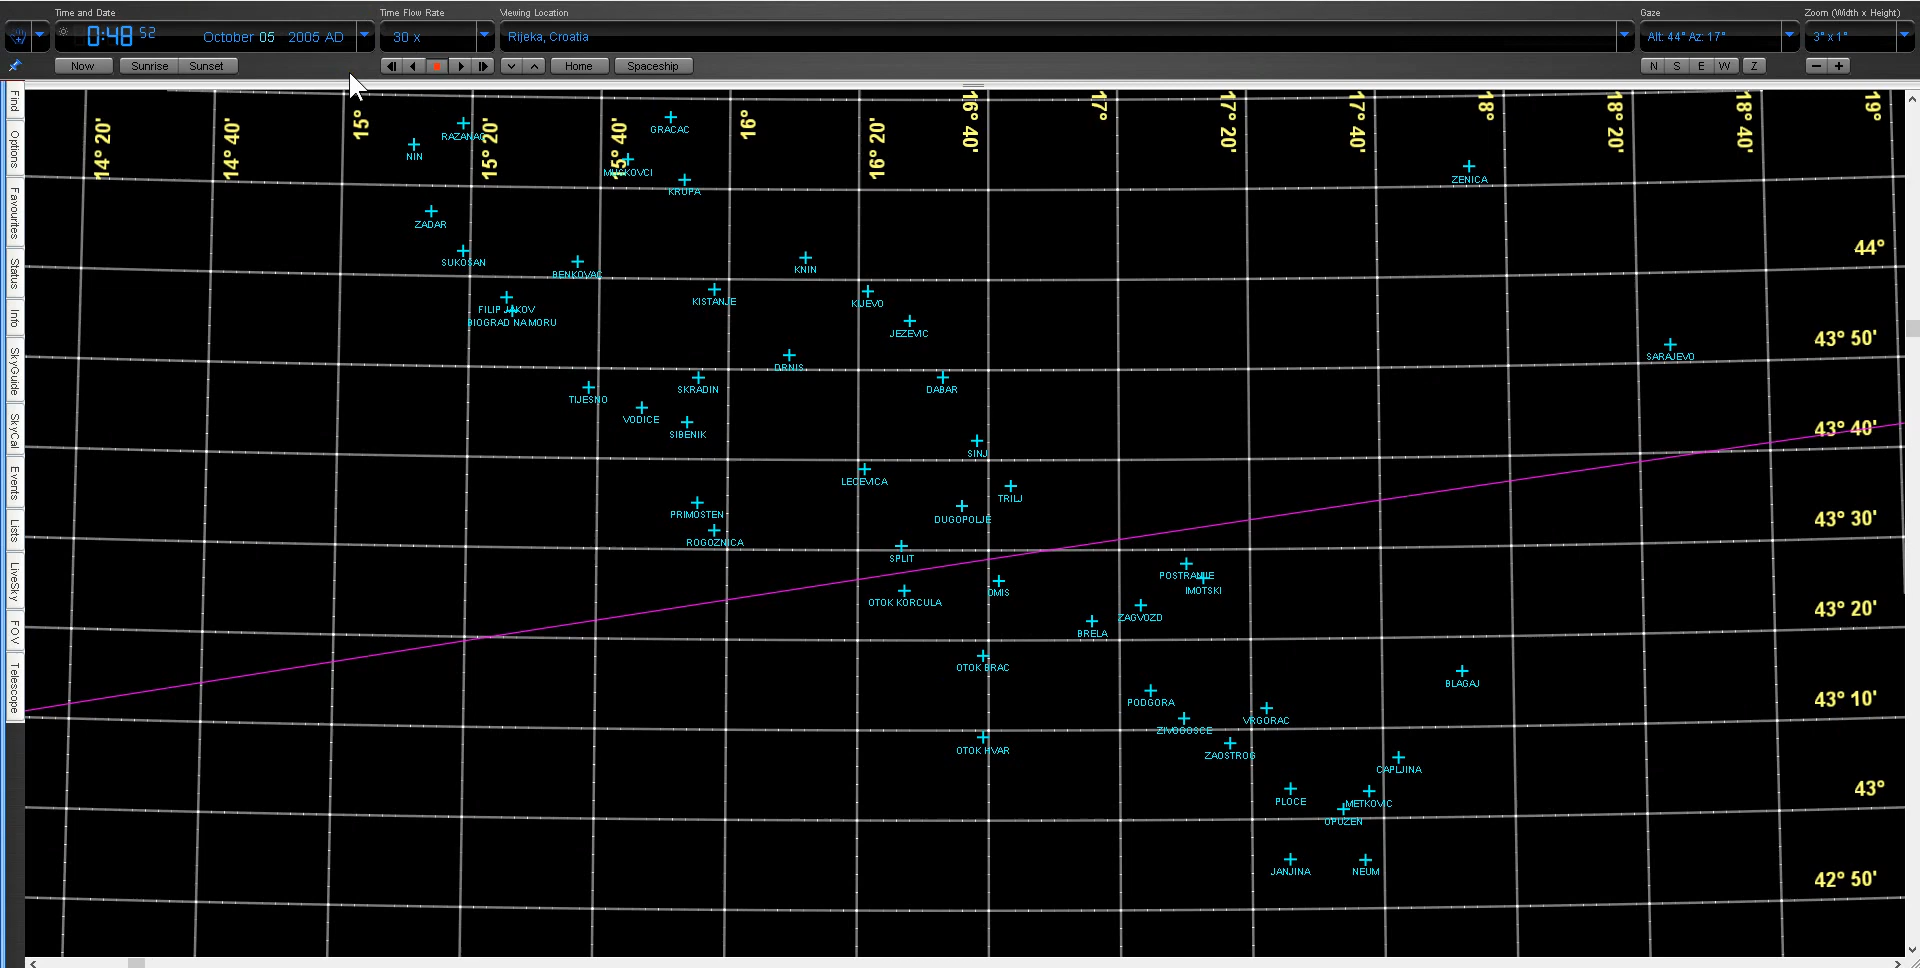 Time and Date
Time Flow Rate
Viewing Location
Gaze
Zoom (Width x Height)
0:48 52
October 05 2005 AD
30 x
Rijeka, Croatia
Alt: 44° Az: 17°
3° x 1°
Now
Sunrise
Sunset
Home
Spaceship
N S E W Z
Find
Options
Favourites
Status
Info
SkyGuide
SkyCal
Events
Lists
LiveSky
FOV
Telescope
14° 20'
14° 40'
15°
15° 20'
15° 40'
16°
16° 20'
16° 40'
17°
17° 20'
17° 40'
18°
18° 20'
18° 40'
19°
44°
43° 50'
43° 40'
43° 30'
43° 20'
43° 10'
43°
42° 50'
RAZANAC
GRACAC
NIN
MUSKOVCI
KRUPA
ZENICA
ZADAR
SUKOSAN
BENKOVAC
KNIN
KISTANJE
KIJEVO
FILIP JAKOV
BIOGRAD NA MORU
JEZEVIC
SARAJEVO
DRNIS
SKRADIN
DABAR
TIJESNO
VODICE
SIBENIK
SINJ
LECEVICA
TRILJ
PRIMOSTEN
DUGOPOLJE
ROGOZNICA
SPLIT
POSTRANJE
IMOTSKI
OMIS
OTOK KORCULA
ZAGVOZD
BRELA
OTOK BRAC
BLAGAJ
PODGORA
VRGORAC
ZIVOGOSCE
OTOK HVAR
ZAOSTROG
CAPLJINA
PLOCE
METKOVIC
OPUZEN
JANJINA
NEUM